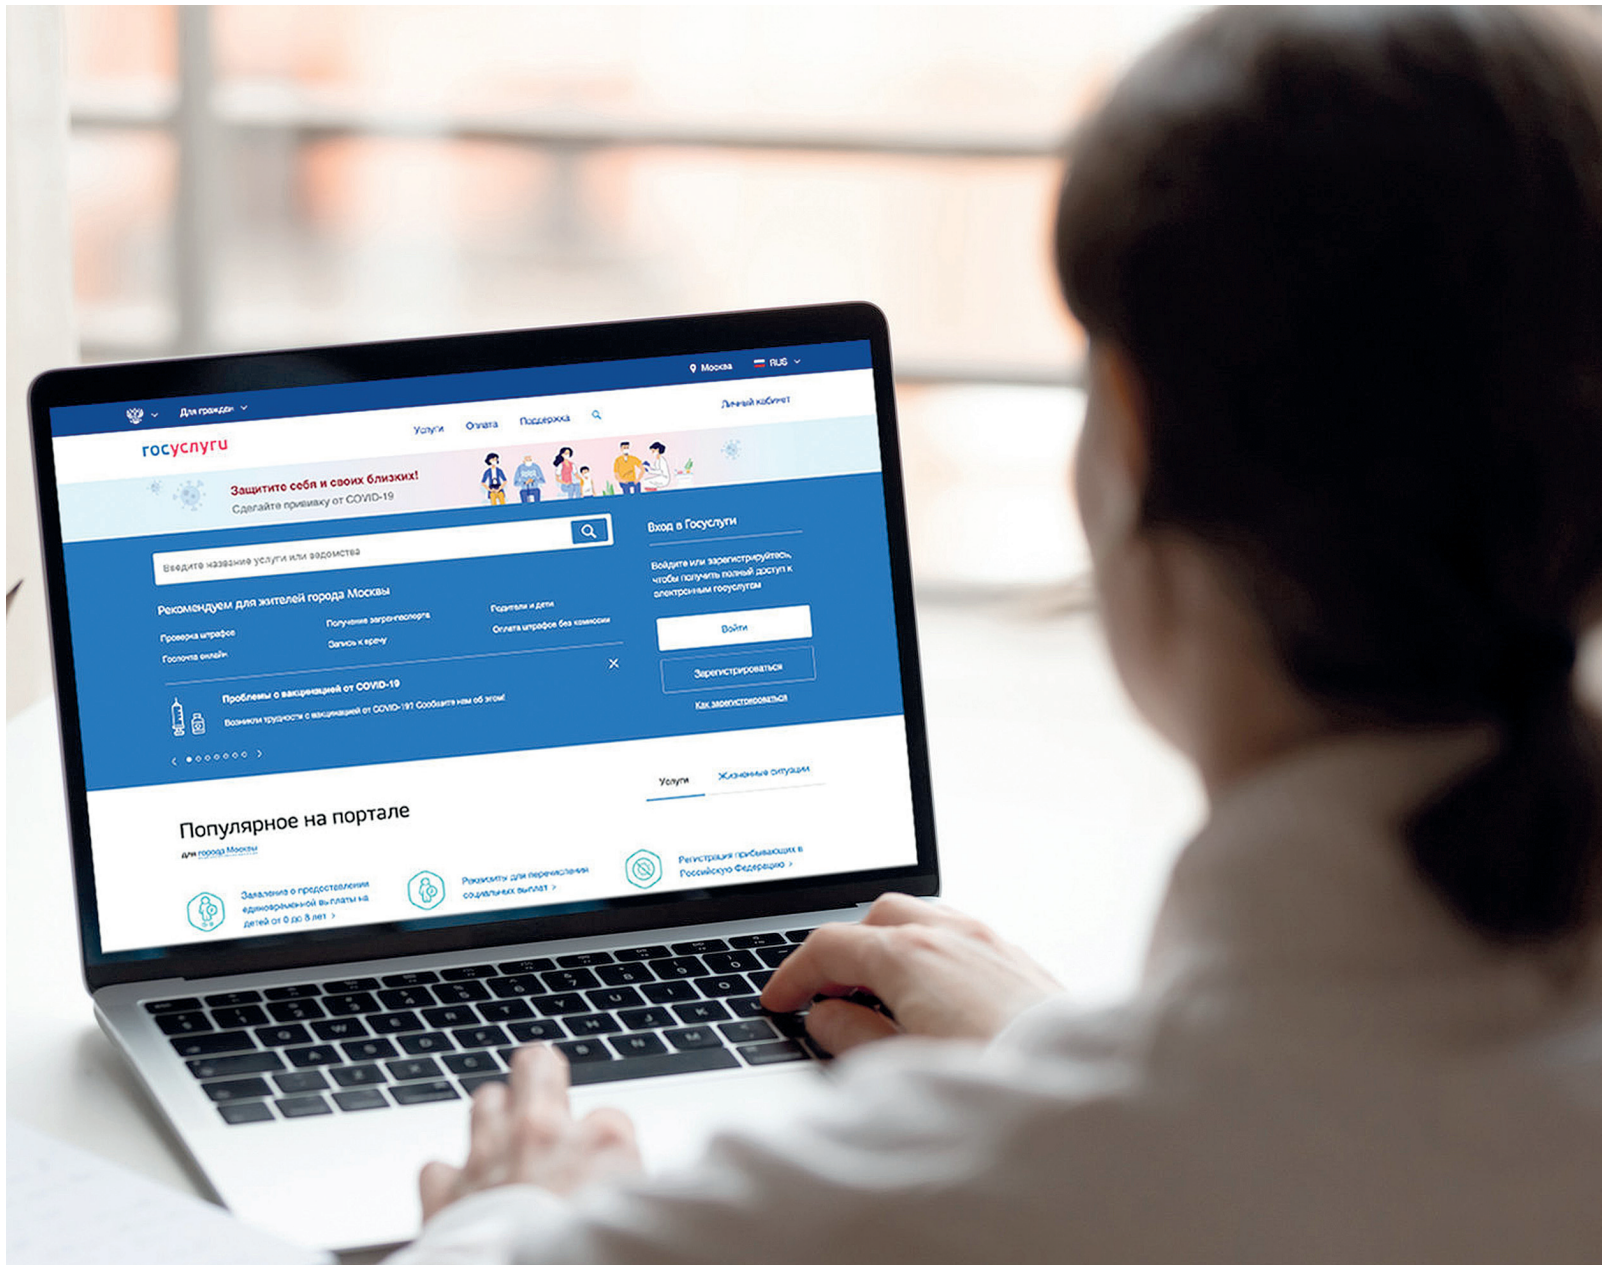 Для граждан
Москва
RUS
госуслуги
Услуги
Оплата
Поддержка
Личный кабинет
Защитите себя и своих близких!
Сделайте прививку от COVID-19
Введите название услуги или ведомства
Рекомендуем для жителей города Москвы
Проверка штрафов
Получение загранпаспорта
Родители и дети
Госпочта онлайн
Запись к врачу
Оплата штрафов без комиссии
Проблемы с вакцинацией от COVID-19
Возникли трудности с вакцинацией от COVID-19? Сообщите нам об этом!
Вход в Госуслуги
Войдите или зарегистрируйтесь,
чтобы получить полный доступ к
электронным госуслугам
Войти
Зарегистрироваться
Как зарегистрироваться
Популярное на портале
для города Москвы
Услуги
Жизненные ситуации
Заявления о предоставлении
единовременной выплаты на
детей от 0 до 8 лет >
Реквизиты для перечисления
социальных выплат >
Регистрация прибывающих в
Российскую Федерацию >